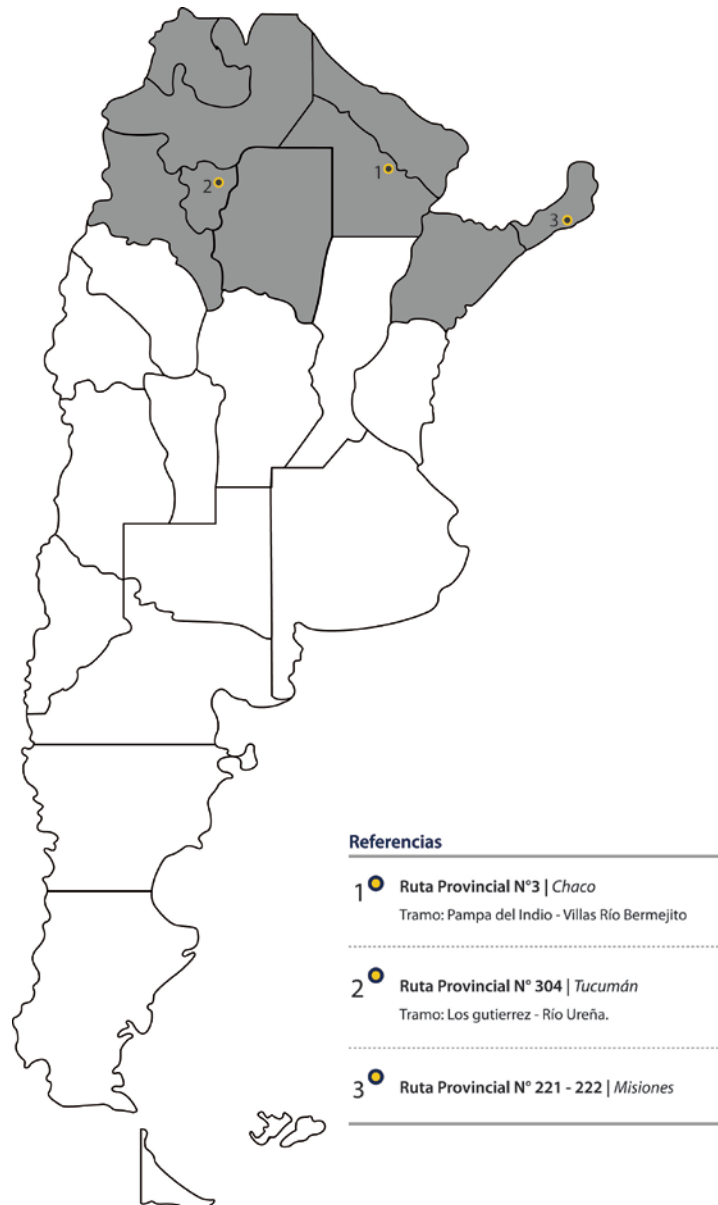 1
2
3
Referencias
1 Ruta Provincial N°3 | Chaco
Tramo: Pampa del Indio - Villas Río Bermejito
2 Ruta Provincial N° 304 | Tucumán
Tramo: Los gutierrez - Río Ureña.
3 Ruta Provincial N° 221 - 222 | Misiones